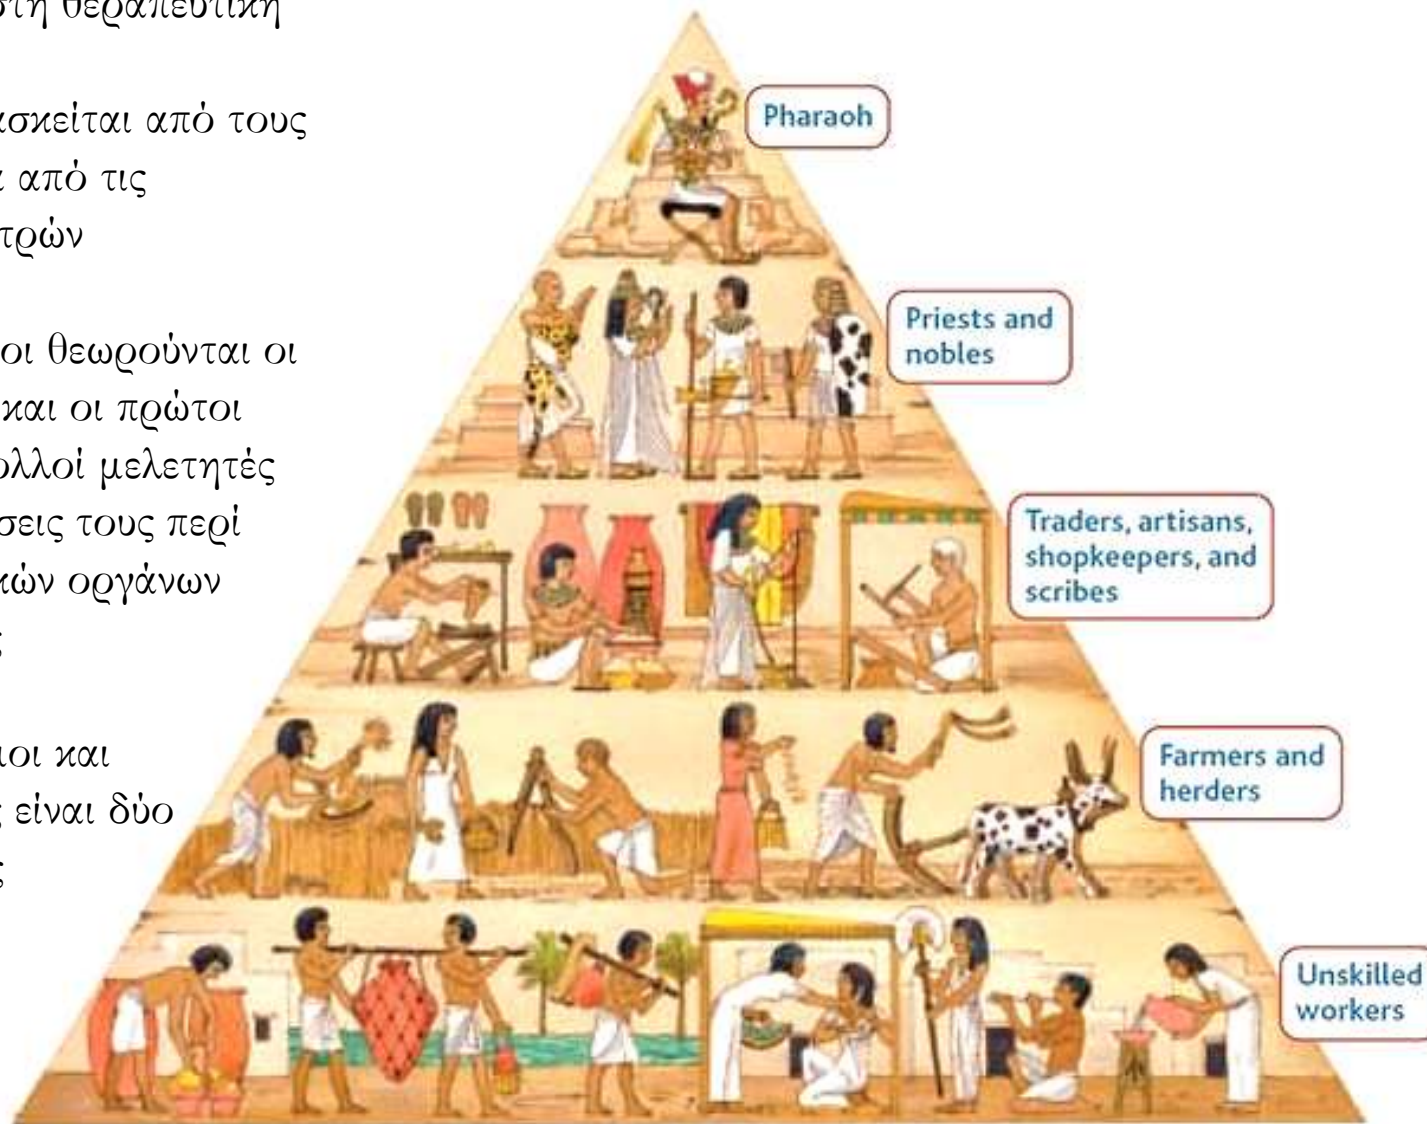 στη θεραπευτική
ασκείται από τους
από τις
τρών
οι θεωρούνται οι
και οι πρώτοι
ολλοί μελετητές
σεις τους περί
κών οργάνων
ς
ιοι και
ς είναι δύο
ς
Pharaoh
Priests and
nobles
Traders, artisans,
shopkeepers, and
scribes
Farmers and
herders
Unskilled
workers